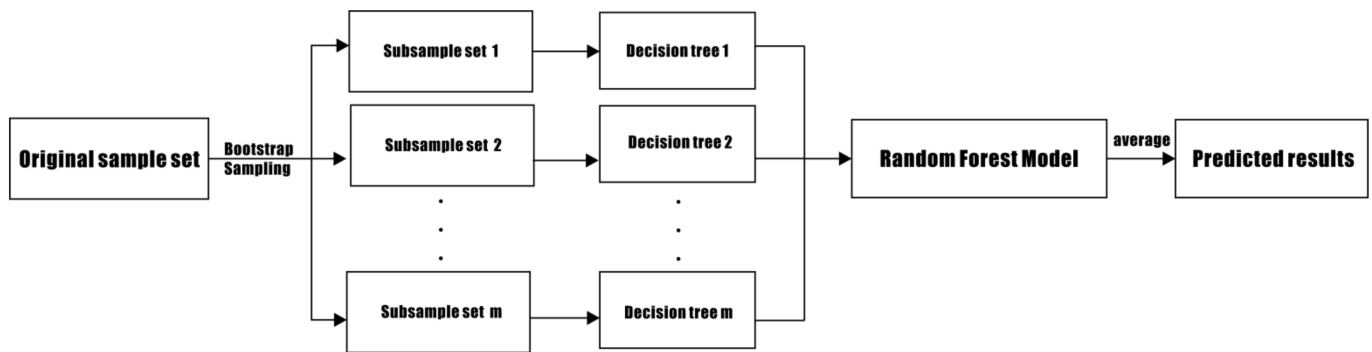 Original sample set
Bootstrap
Sampling
Subsample set 1
Decision tree 1
Subsample set 2
Decision tree 2
Subsample set m
Decision tree m
Random Forest Model
average
Predicted results